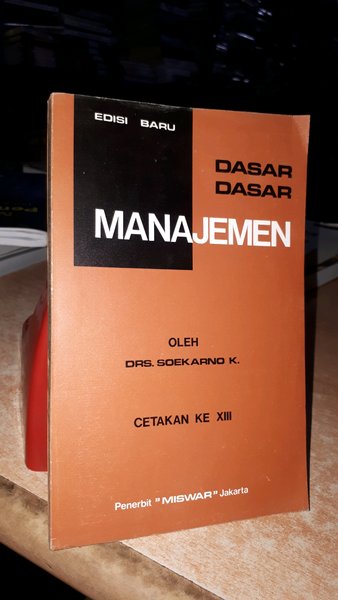 EDISI BARU
DASAR
DASAR
MANAJEMEN
OLEH
DRS. SOEKARNO K.
CETAKAN KE XIII
Penerbit "MISWAR" Jakarta